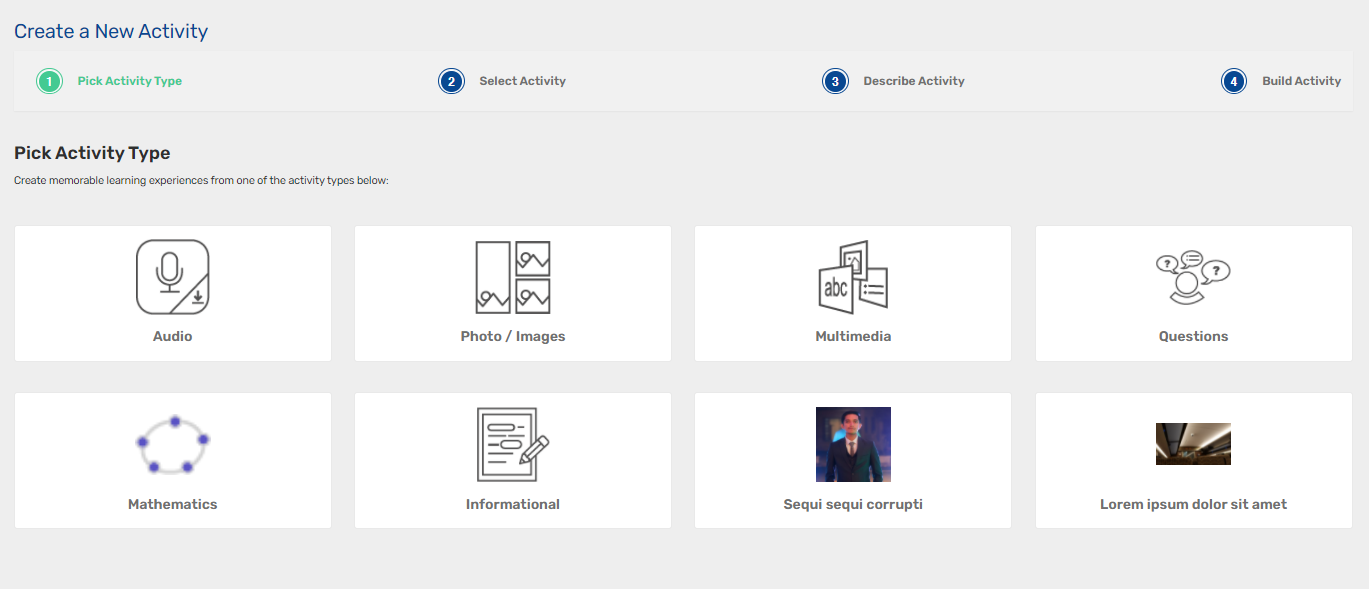 Create a New Activity
1 Pick Activity Type 2 Select Activity 3 Describe Activity 4 Build Activity
Pick Activity Type
Create memorable learning experiences from one of the activity types below:
? ?
abc
Audio Photo / Images Multimedia Questions
Mathematics Informational Sequi sequi corrupti Lorem ipsum dolor sit amet